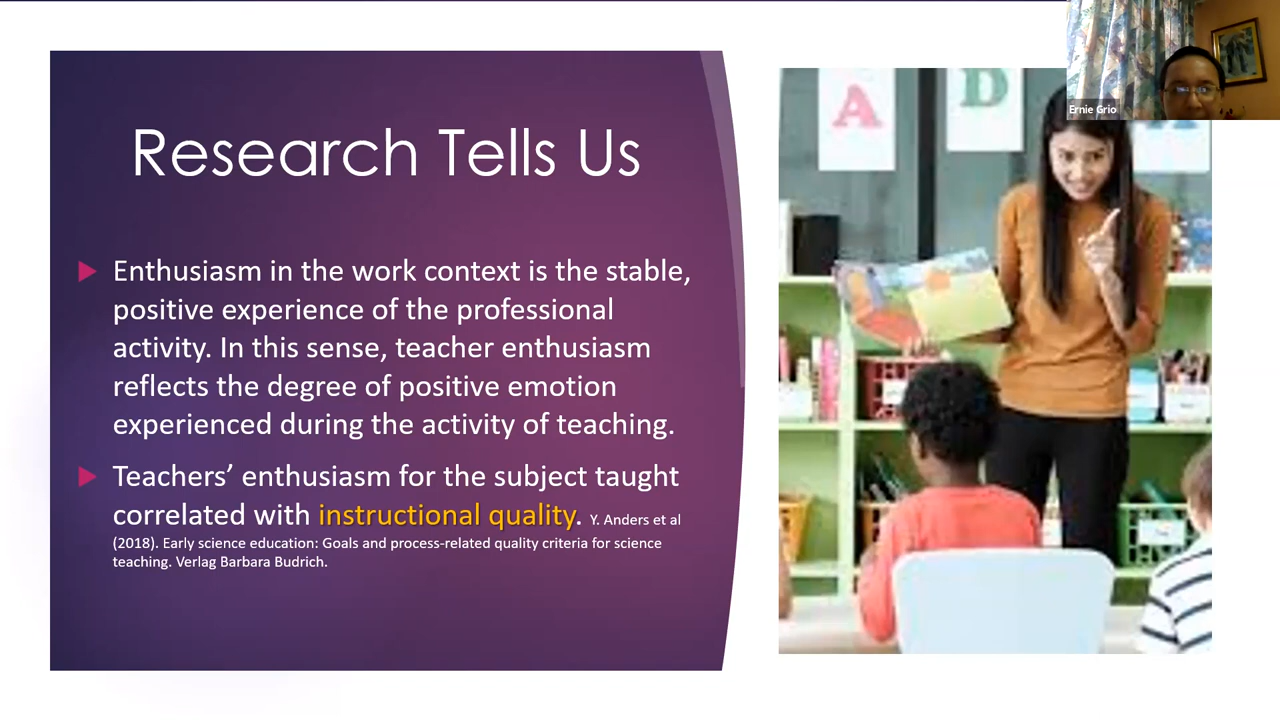 Research Tells Us
Enthusiasm in the work context is the stable,
positive experience of the professional
activity. In this sense, teacher enthusiasm
reflects the degree of positive emotion
experienced during the activity of teaching.
Teachers’ enthusiasm for the subject taught
correlated with instructional quality. Y. Anders et al
(2018). Early science education: Goals and process-related quality criteria for science
teaching. Verlag Barbara Budrich.
A
D
Ernie Grio